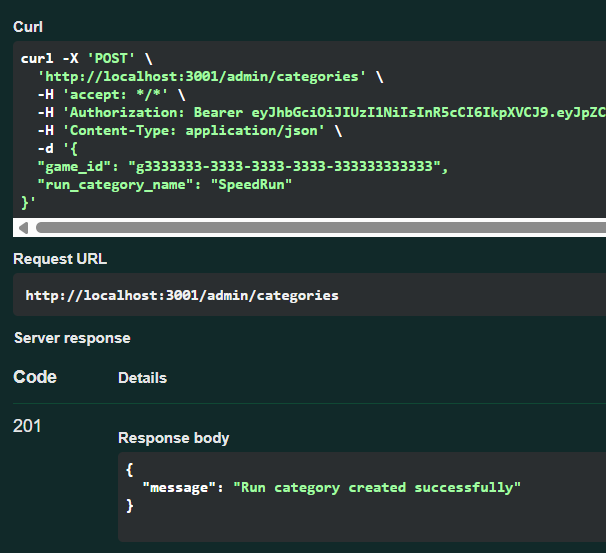 Curl
curl -X 'POST' \
'http://localhost:3001/admin/categories' \
-H 'accept: */*' \
-H 'Authorization: Bearer eyJhbGciOiJIUzI1NiIsInR5cCI6IkpXVCJ9.eyJpZC
-H 'Content-Type: application/json' \
-d '{
"game_id": "g3333333-3333-3333-3333-333333333333",
"run_category_name": "SpeedRun"
}'
Request URL
http://localhost:3001/admin/categories
Server response
Code Details
201
Response body
{
"message": "Run category created successfully"
}